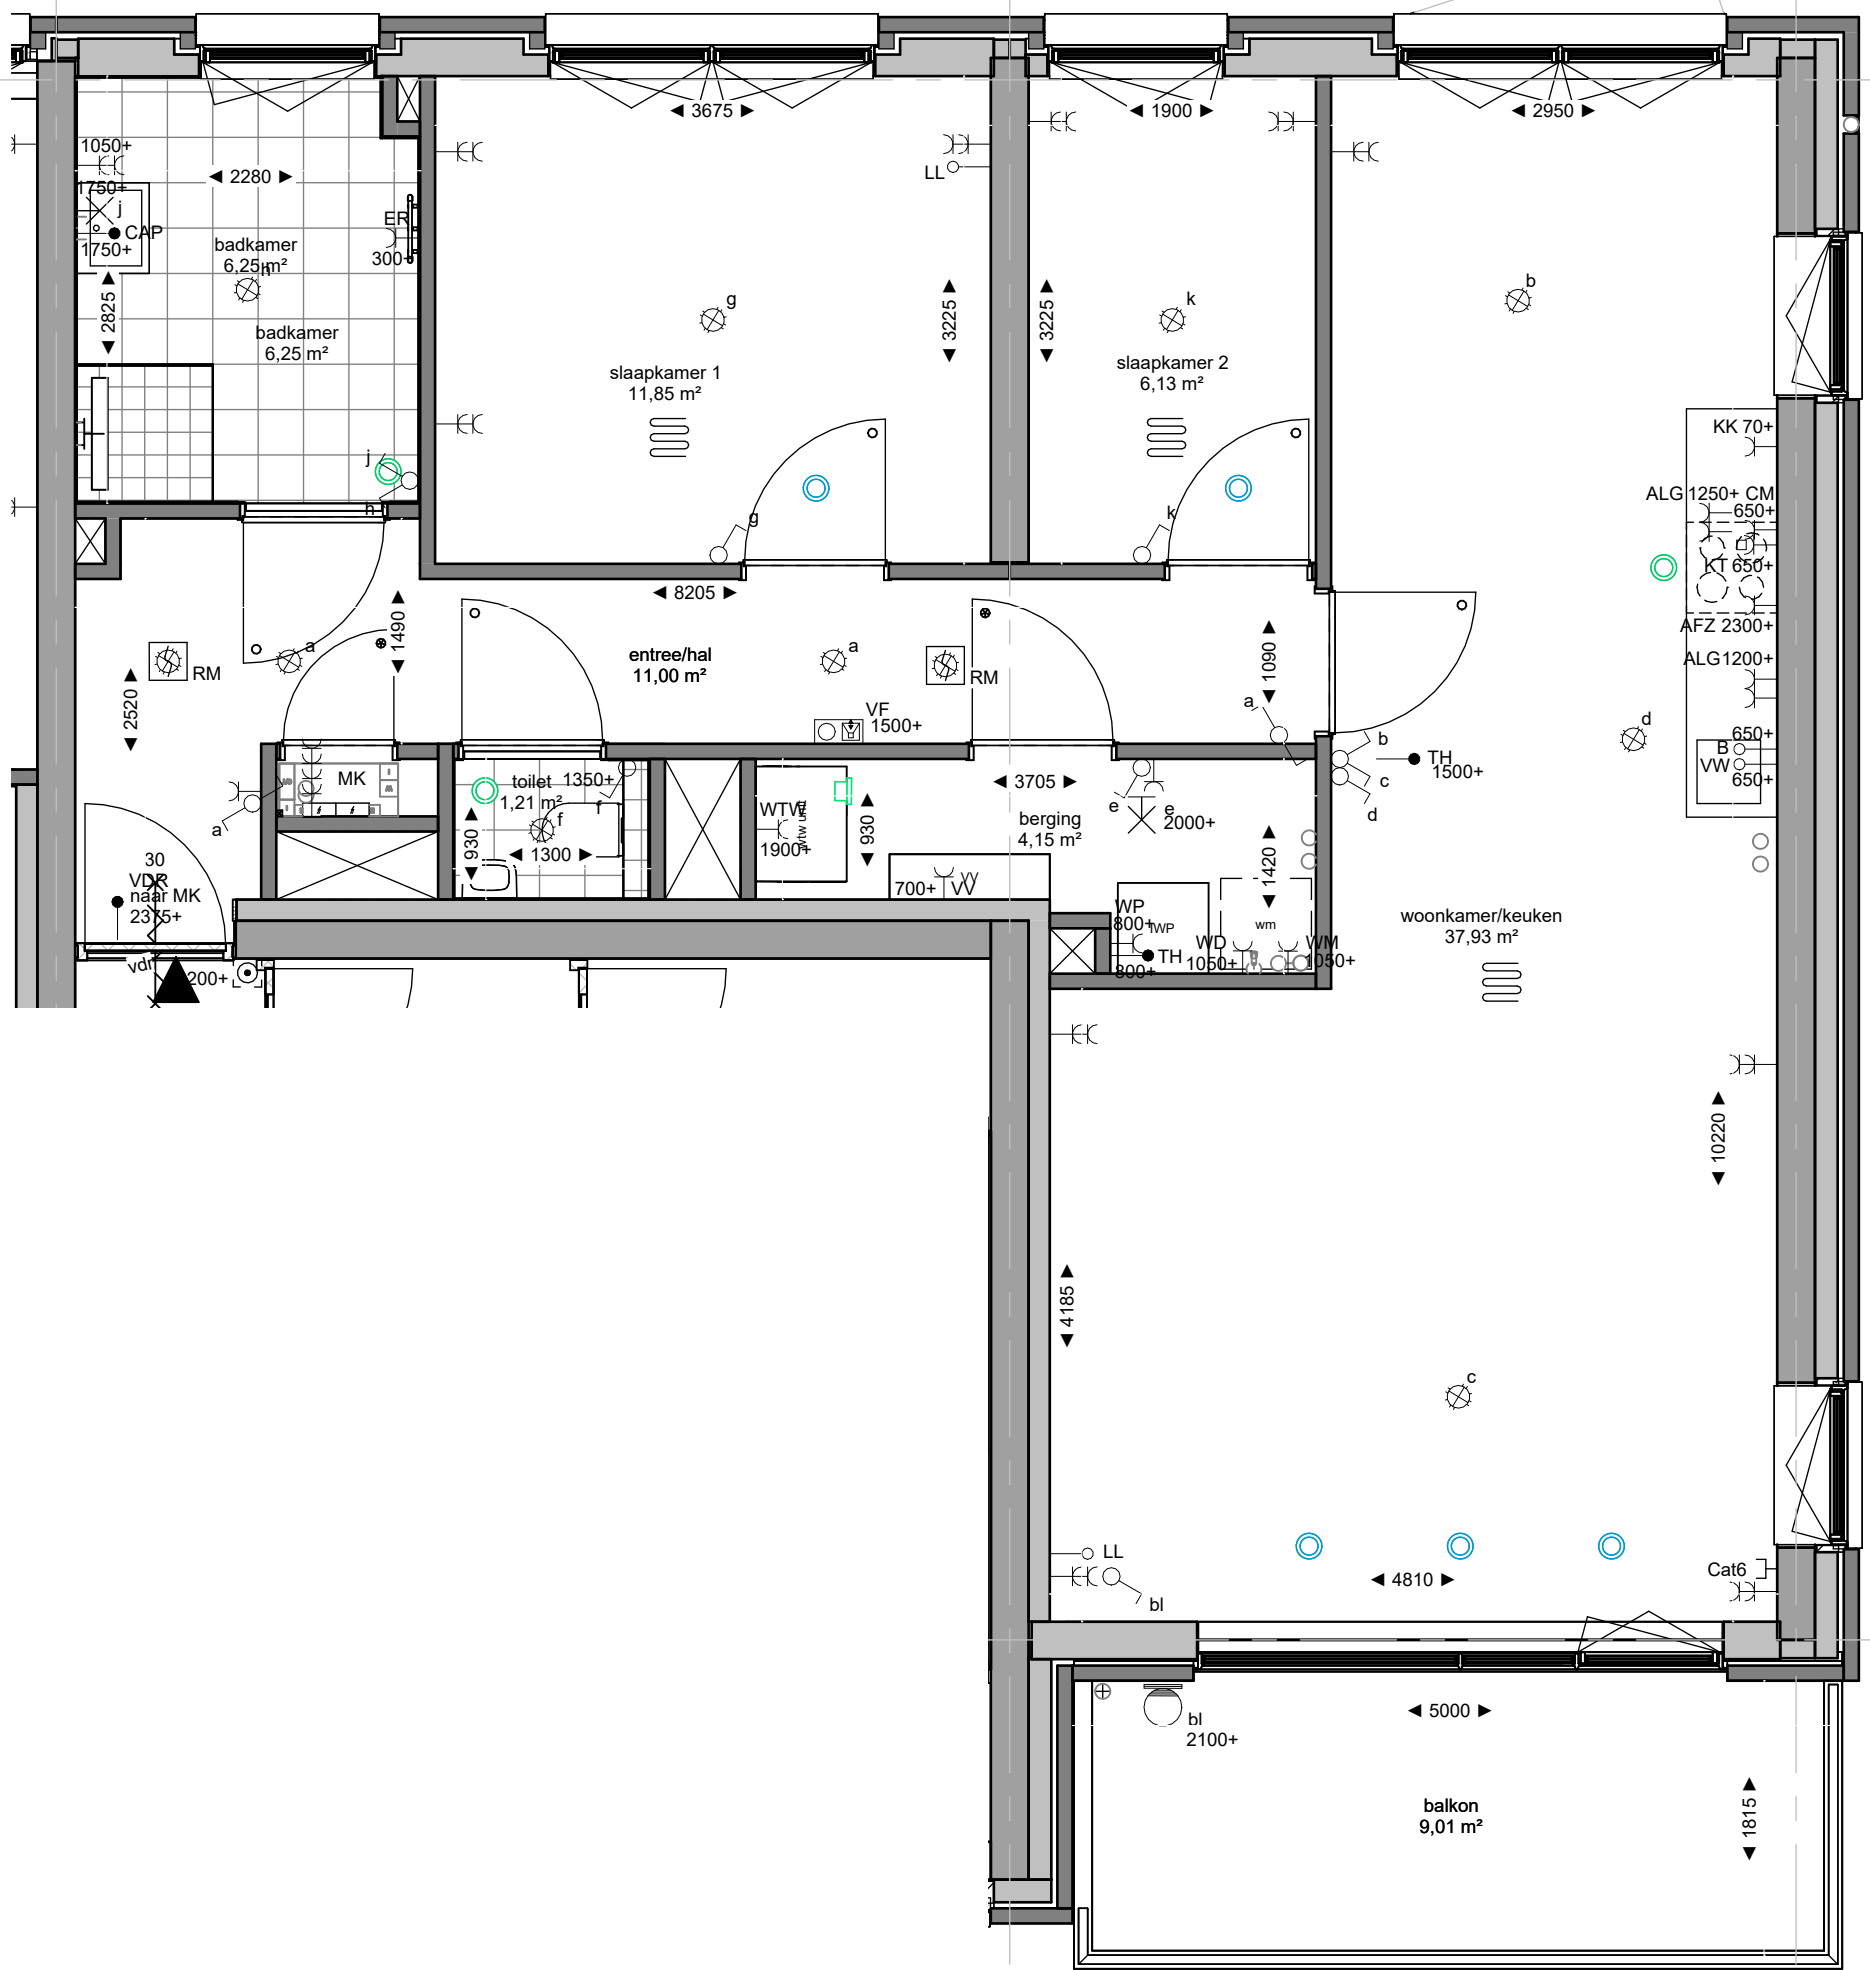 ◄ 3675 ►
◄ 1900 ►
◄ 2950 ►
1050+
◄ 2280 ►
1750+
j
CAP
1750+
ER
300+
LL
badkamer
6,25 m²
h
◄ 2825 ►
badkamer
6,25 m²
j
h
g
◄ 3225 ►
slaapkamer 1
11,85 m²
g
k
◄ 3225 ►
slaapkamer 2
6,13 m²
k
b
KK 70+
ALG 1250+ CM
650+
KT 650+
AFZ 2300+
ALG1200+
d
650+
B
VW
650+
◄ 8205 ►
◄ 1490 ►
a
RM
◄ 2520 ►
entree/hal
11,00 m²
a
RM
VF
1500+
◄ 1090 ►
a
b
c
d
TH
1500+
MK
a
toilet
1,21 m²
1350+
f
f
◄ 930 ►
◄ 1300 ►
WTW
wtw unit
1900+
◄ 930 ►
◄ 3705 ►
berging
4,15 m²
e
e
2000+
◄ 1420 ►
VV
700+ VV
WP
800+
WP
TH
800+
wm
WD
1050+
WM
1050+
30
VDR
naar MK
2375+
vdr
200+
woonkamer/keuken
37,93 m²
◄ 10220 ►
◄ 4185 ►
c
LL
bl
◄ 4810 ►
Cat6
bl
2100+
◄ 5000 ►
balkon
9,01 m²
◄ 1815 ►